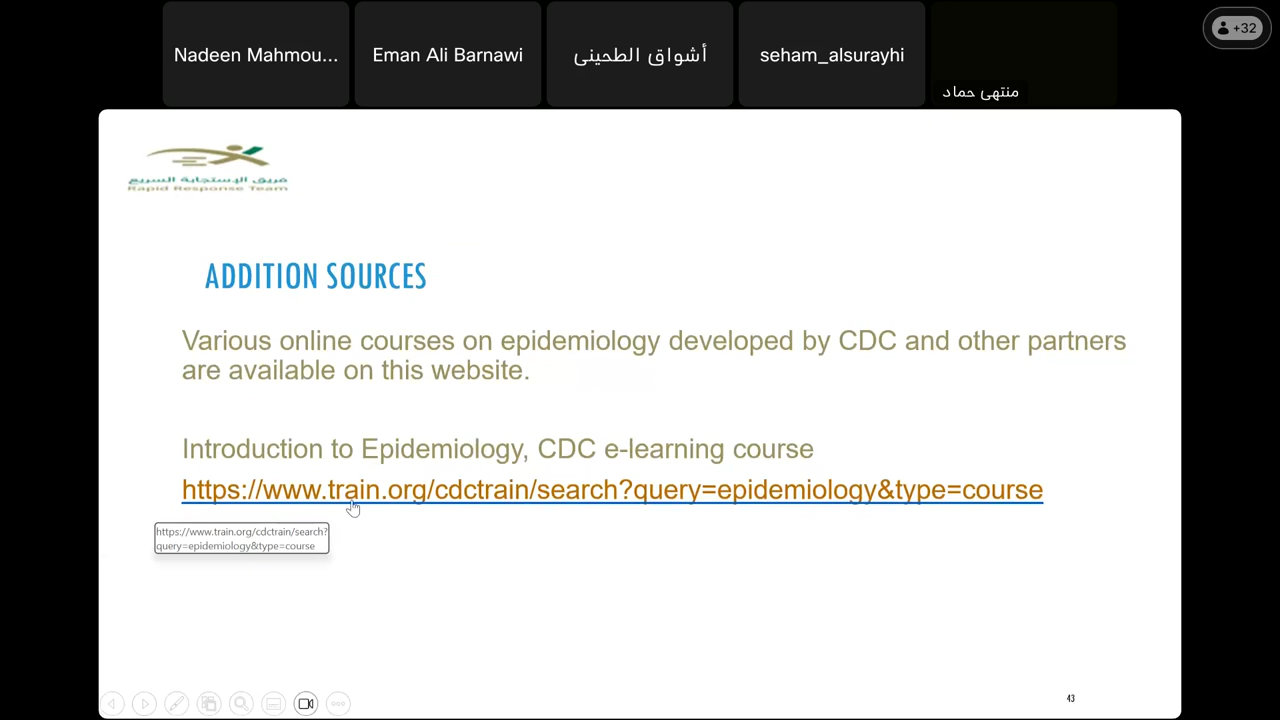 Nadeen Mahmou...
Eman Ali Barnawi
أشواق الطحينى
seham_alsurayhi
منتهى حماد
+32
فريق الإستجابة السريع
Rapid Response Team
ADDITION SOURCES
Various online courses on epidemiology developed by CDC and other partners
are available on this website.
Introduction to Epidemiology, CDC e-learning course
https://www.train.org/cdctrain/search?query=epidemiology&type=course
https://www.train.org/cdctrain/search?
query=epidemiology&type=course
43